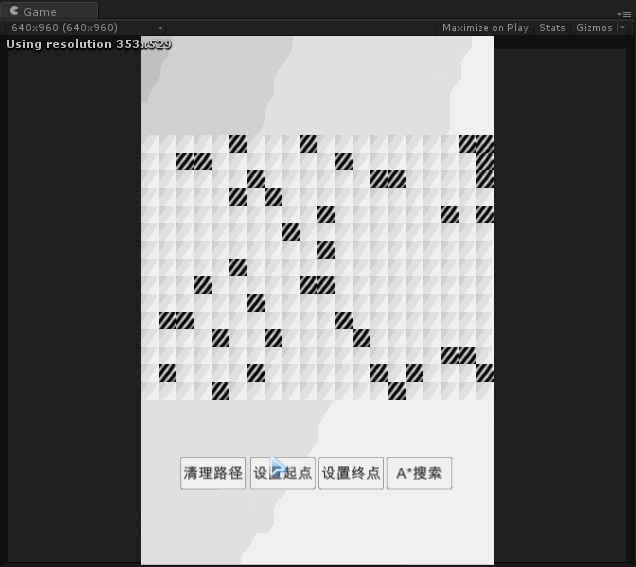 Game
640x960 (640x960)
Maximize on Play Stats Gizmos
Using resolution 353x529
清理路径 设置起点 设置终点 A*搜索